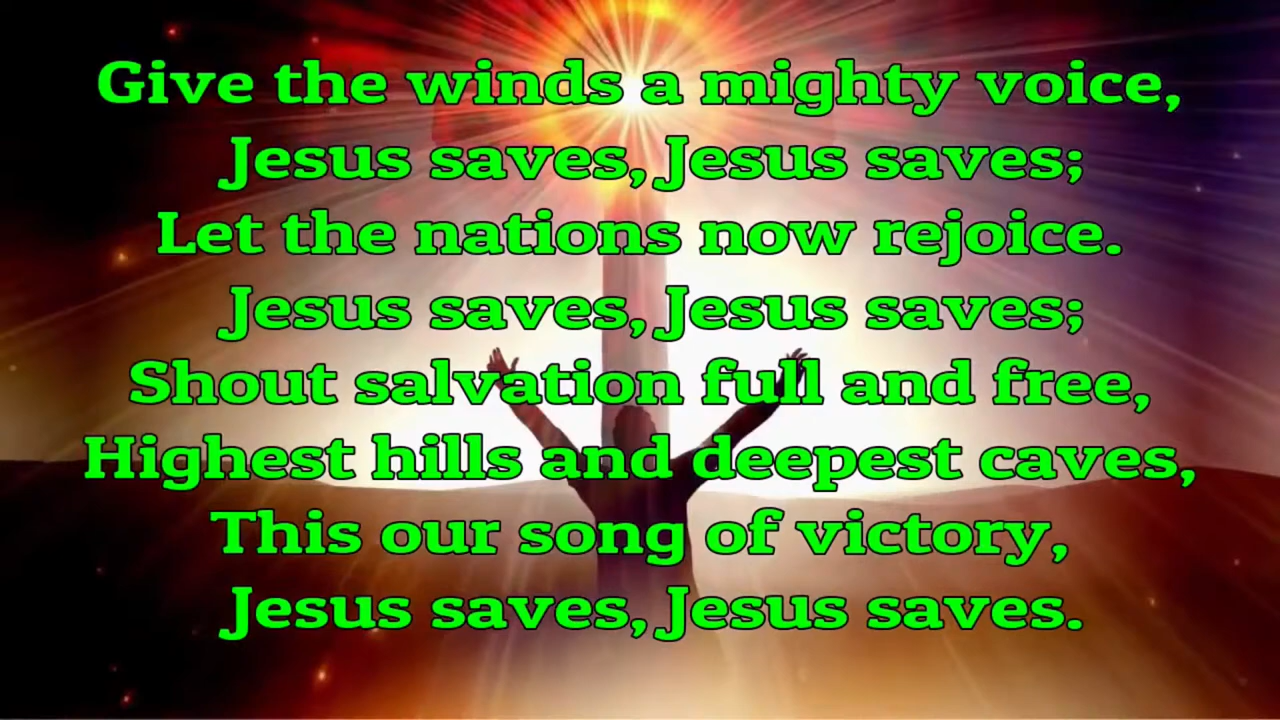 Give the winds a mighty voice,
Jesus saves, Jesus saves;
Let the nations now rejoice.
Jesus saves, Jesus saves;
Shout salvation full and free,
Highest hills and deepest caves,
This our song of victory,
Jesus saves, Jesus saves.